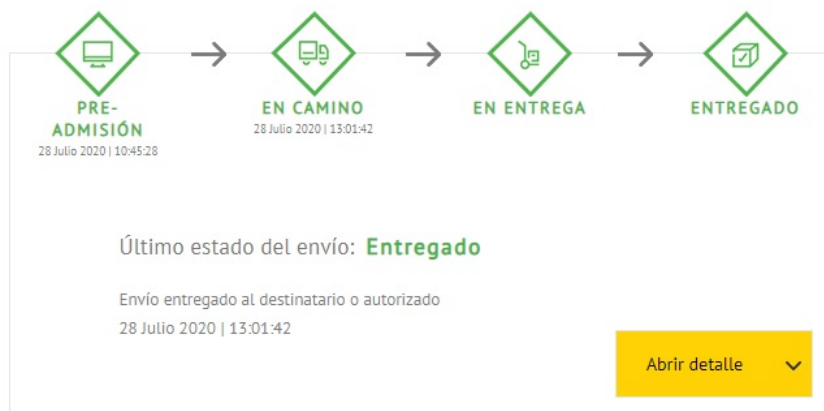 PRE-
ADMISIÓN
28 Julio 2020 | 10:45:28
EN CAMINO
28 Julio 2020 | 13:01:42
EN ENTREGA
ENTREGADO
Último estado del envío: Entregado
Envío entregado al destinatario o autorizado
28 Julio 2020 | 13:01:42
Abrir detalle